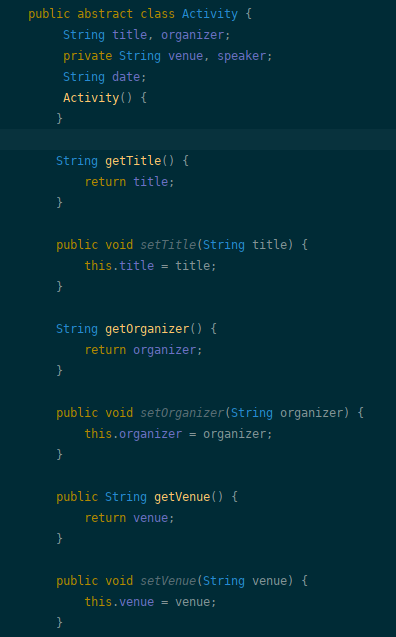 public abstract class Activity {
String title, organizer;
private String venue, speaker;
String date;
Activity() {
}
String getTitle() {
return title;
}
public void setTitle(String title) {
this.title = title;
}
String getOrganizer() {
return organizer;
}
public void setOrganizer(String organizer) {
this.organizer = organizer;
}
public String getVenue() {
return venue;
}
public void setVenue(String venue) {
this.venue = venue;
}